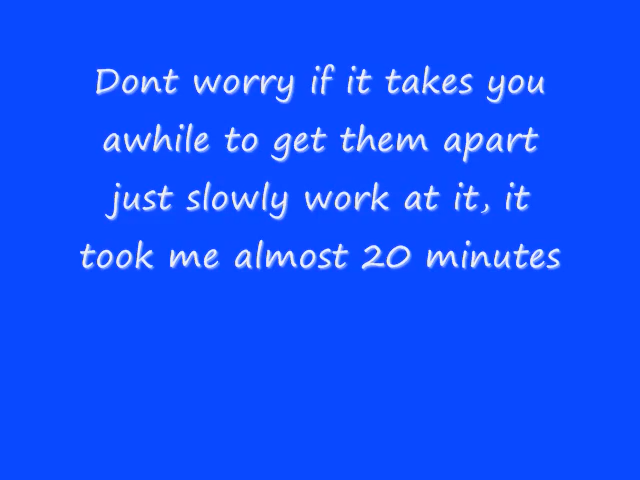 Dont worry if it takes you
awhile to get them apart
just slowly work at it, it
took me almost 20 minutes